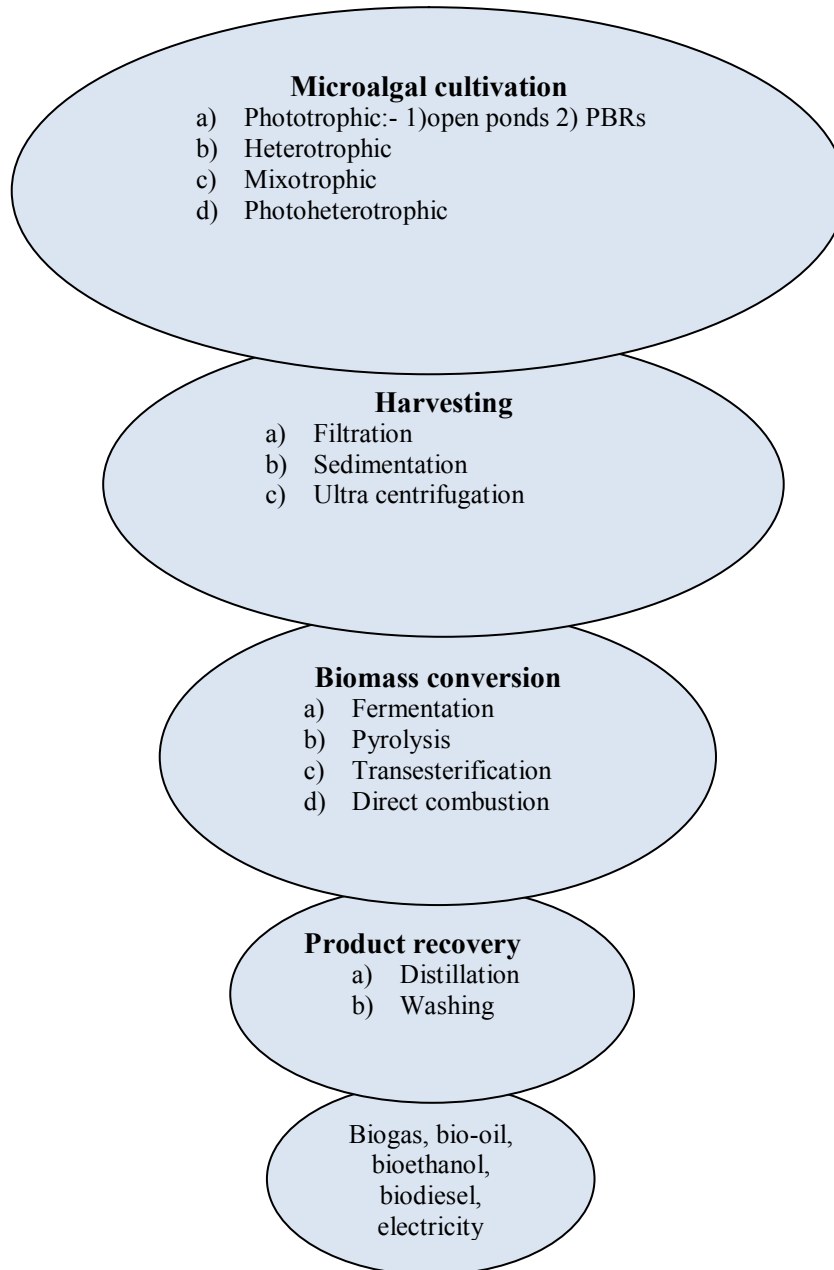 Microalgal cultivation
a) Phototrophic:- 1)open ponds 2) PBRs
b) Heterotrophic
c) Mixotrophic
d) Photoheterotrophic
Harvesting
a) Filtration
b) Sedimentation
c) Ultra centrifugation
Biomass conversion
a) Fermentation
b) Pyrolysis
c) Transesterification
d) Direct combustion
Product recovery
a) Distillation
b) Washing
Biogas, bio-oil,
bioethanol,
biodiesel,
electricity